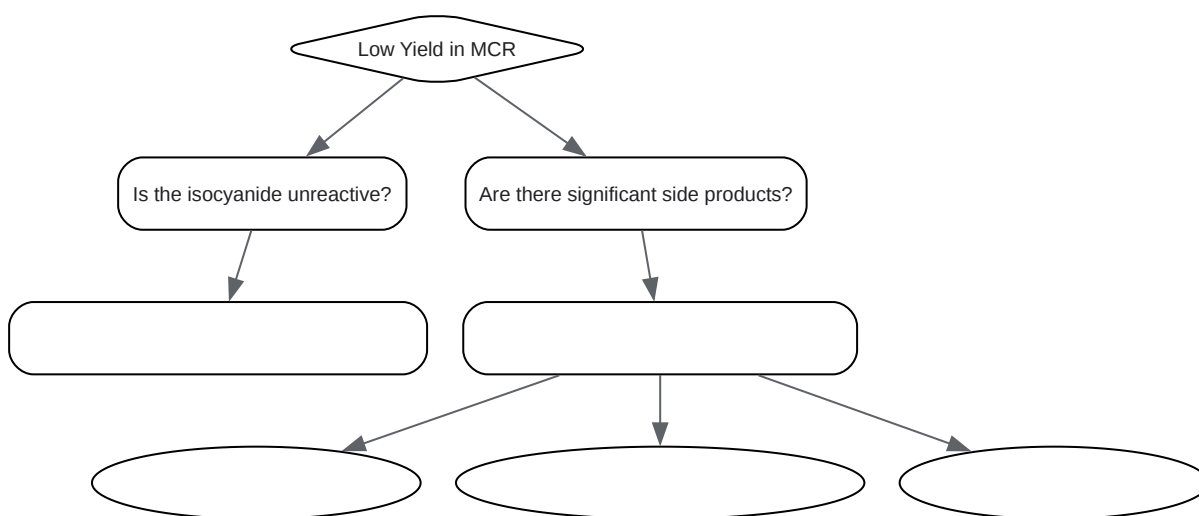 Low Yield in MCR
Is the isocyanide unreactive?
Are there significant side products?